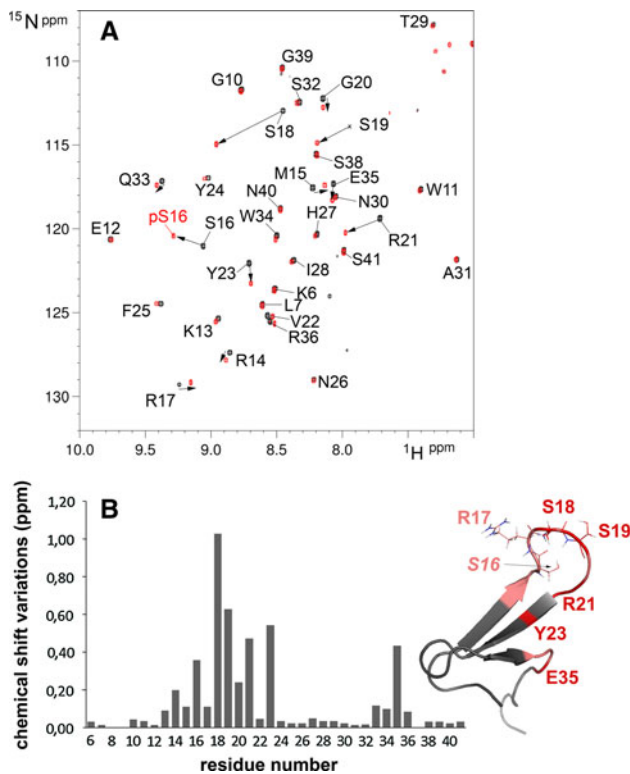 15N ppm
A
T29
110
G39
G10
S32
G20
S18
S19
115
S38
Q33
Y24
M15
E35
N40
N30
W11
pS16
S16
W34
H27
R21
120
E12
S41
Y23
I28
A31
K6
F25
L7
125
V22
K13
R36
R14
R17
N26
130
10.0 9.0 8.0 1H ppm
B
chemical shift variations (ppm)
1,20
1,00
0,80
0,60
0,40
0,20
0,00
6 8 10 12 14 16 18 20 22 24 26 28 30 32 34 36 38 40
residue number
R17
S18
S19
S16
R21
Y23
E35